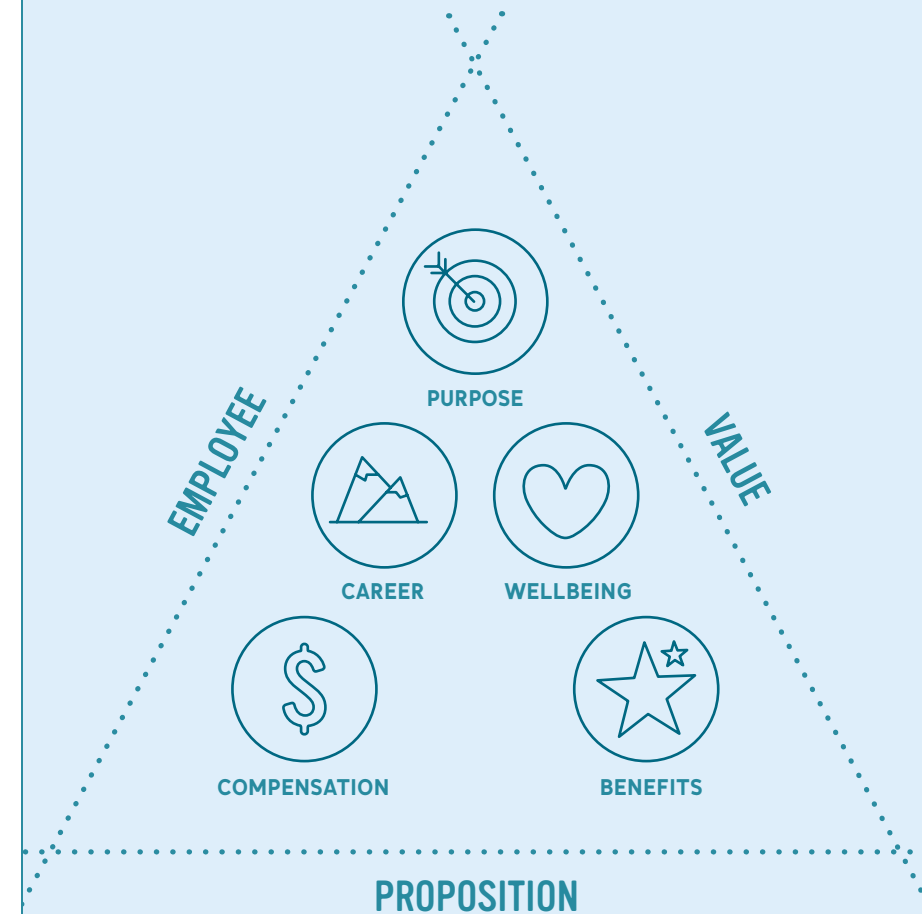 PURPOSE
EMPLOYEE
VALUE
CAREER
WELLBEING
COMPENSATION
BENEFITS
PROPOSITION